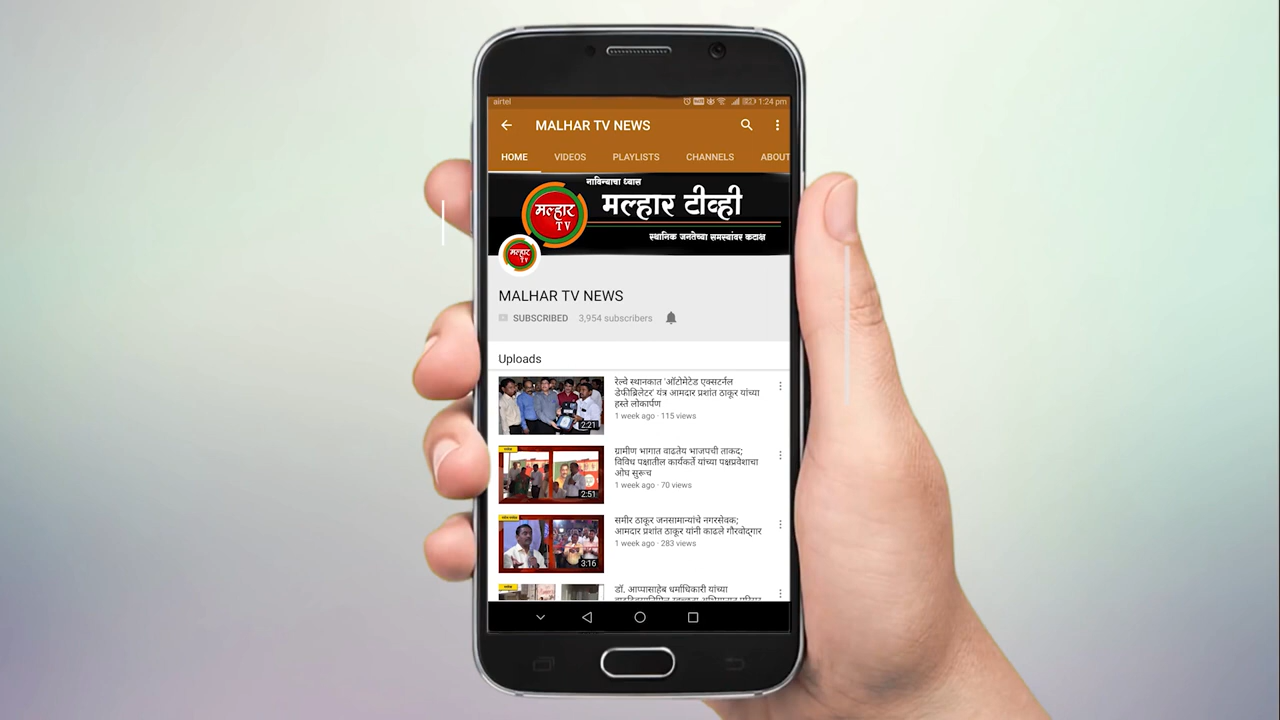 airtel 1:24 pm
MALHAR TV NEWS
HOME VIDEOS PLAYLISTS CHANNELS ABOUT
नाविन्याचा ध्यास
मल्हार टीव्ही
मल्हार
TV
स्थानिक जनतेच्या समस्यांवर कटाक्ष
मल्हार
TV
MALHAR TV NEWS
SUBSCRIBED 3,954 subscribers
Uploads
रेल्वे स्थानकात 'ऑटोमेटेड एक्सटर्नल
डेफीब्रिलेटर' यंत्र आमदार प्रशांत ठाकूर यांच्या
हस्ते लोकार्पण
1 week ago · 115 views
2:21
ग्रामीण भागात वाढतेय भाजपची ताकद;
विविध पक्षातील कार्यकर्ते यांच्या पक्षप्रवेशाचा
ओघ सुरूच
1 week ago · 70 views
2:51
समीर ठाकूर जनसामान्यांचे नगरसेवक;
आमदार प्रशांत ठाकूर यांनी काढले गौरवोद्गार
1 week ago · 283 views
3:16
डॉ. आप्पासाहेब धर्माधिकारी यांच्या